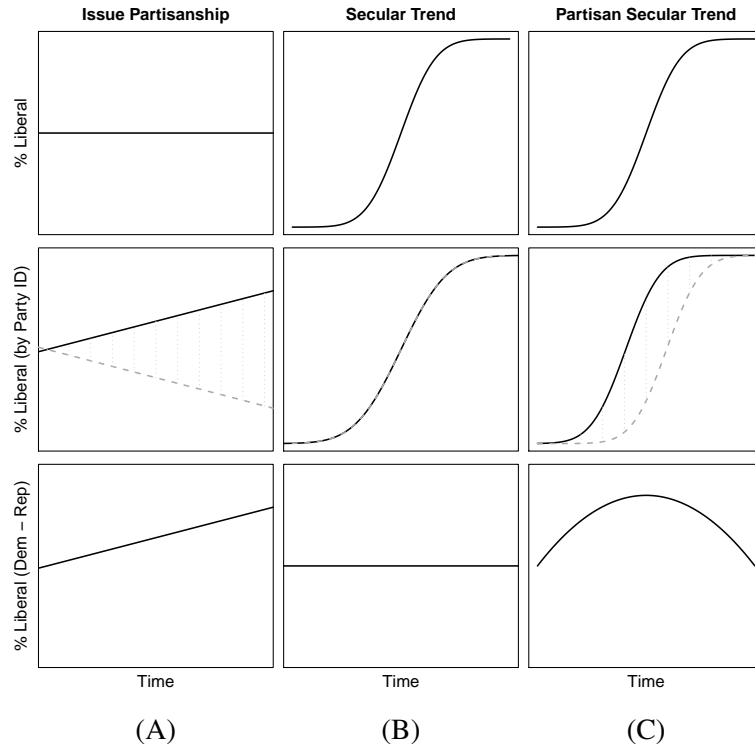 Issue Partisanship
Secular Trend
Partisan Secular Trend
% Liberal
% Liberal (by Party ID)
% Liberal (Dem − Rep)
Time
Time
Time
(A)
(B)
(C)